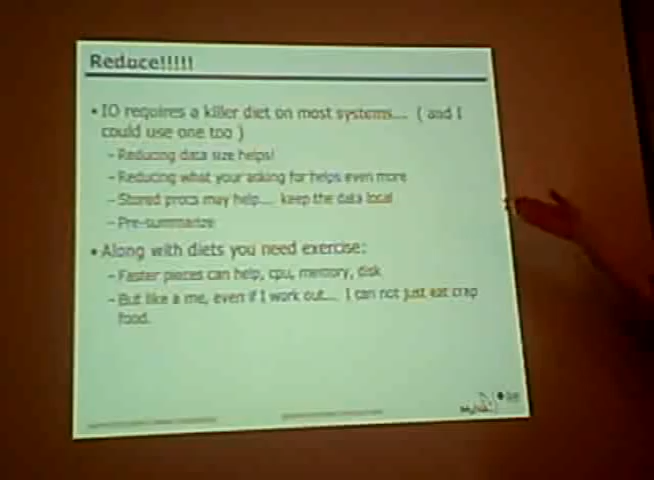 Reduce!!!!!
• IO requires a killer diet on most systems.... ( and I
could use one too )
– Reducing data size helps!
– Reducing what your asking for helps even more
– Stored procs may help.... keep the data local
– Pre-summarize
• Along with diets you need exercise:
– Faster pieces can help, cpu, memory, disk
– But like a me, even if I work out.... I can not just eat crap
food.